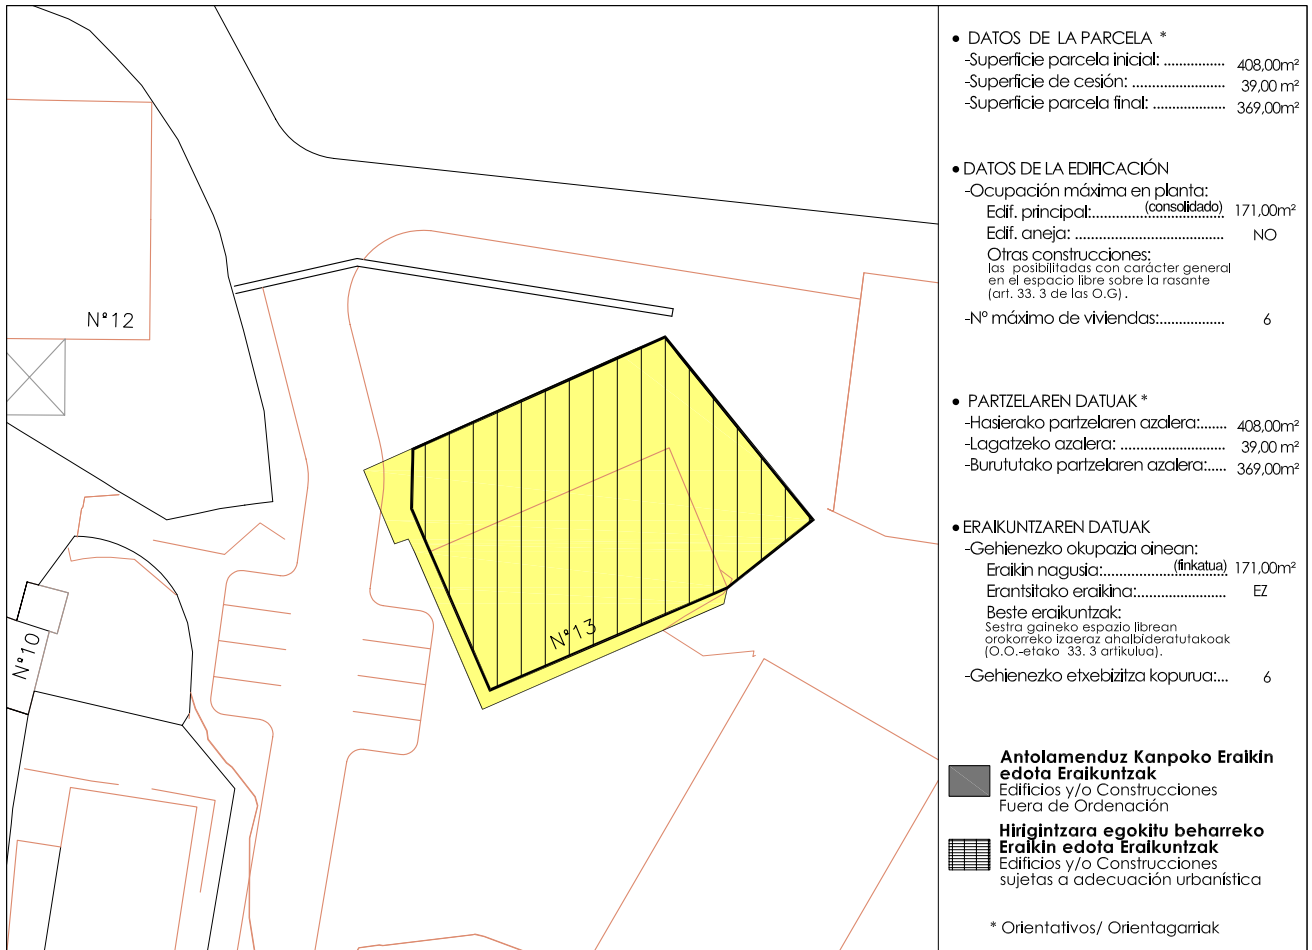 N°12
N°10
N°13
• DATOS DE LA PARCELA *
-Superficie parcela inicial: ................ 408,00m²
-Superficie de cesión: ........................ 39,00 m²
-Superficie parcela final: ................... 369,00m²
• DATOS DE LA EDIFICACIÓN
-Ocupación máxima en planta:
Edif. principal:..............(consolidado) 171,00m²
Edif. aneja: ....................................... NO
Otras construcciones:
las posibilitadas con carácter general
en el espacio libre sobre la rasante
(art. 33. 3 de las O.G) .
-Nº máximo de viviendas:................. 6
• PARTZELAREN DATUAK *
-Hasierako partzelaren azalera:....... 408,00m²
-Lagatzeko azalera: ........................... 39,00 m²
-Burututako partzelaren azalera:..... 369,00m²
• ERAIKUNTZAREN DATUAK
-Gehienezko okupazia oinean:
Eraikin nagusia:...................(finkatua) 171,00m²
Erantsitako eraikina:....................... EZ
Beste eraikuntzak:
Sestra gaineko espazio librean
orokorreko izaeraz ahalbideratutakoak
(O.O.-etako 33. 3 artikulua).
-Gehienezko etxebizitza kopurua:... 6
Antolamenduz Kanpoko Eraikin
edota Eraikuntzak
Edificios y/o Construcciones
Fuera de Ordenación
Hirigintzara egokitu beharreko
Eraikin edota Eraikuntzak
Edificios y/o Construcciones
sujetas a adecuación urbanística
* Orientativos/ Orientagarriak